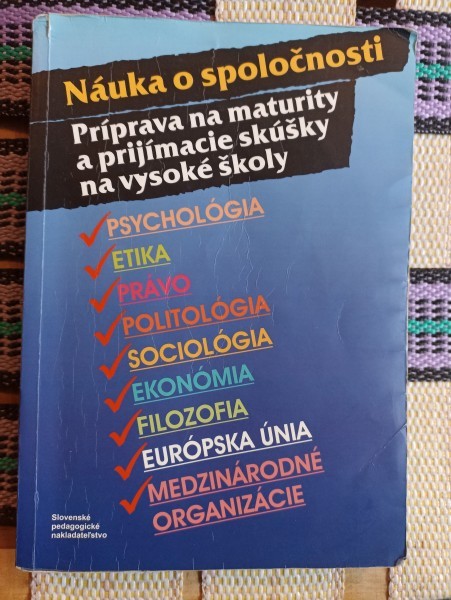 Náuka o spoločnosti
Príprava na maturity
a prijímacie skúšky
na vysoké školy
PSYCHOLÓGIA
ETIKA
PRÁVO
POLITOLÓGIA
SOCIOLÓGIA
EKONÓMIA
FILOZOFIA
EURÓPSKA ÚNIA
MEDZINÁRODNÉ
ORGANIZÁCIE
Slovenské
pedagogické
nakladateľstvo